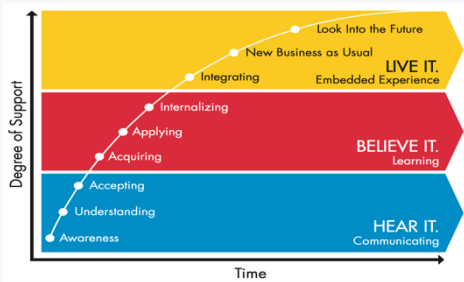 Look Into the Future
New Business as Usual
LIVE IT.
Integrating
Embedded Experience
Internalizing
Applying
BELIEVE IT.
Acquiring
Learning
Accepting
Understanding
HEAR IT.
Awareness
Communicating
Degree of Support
Time